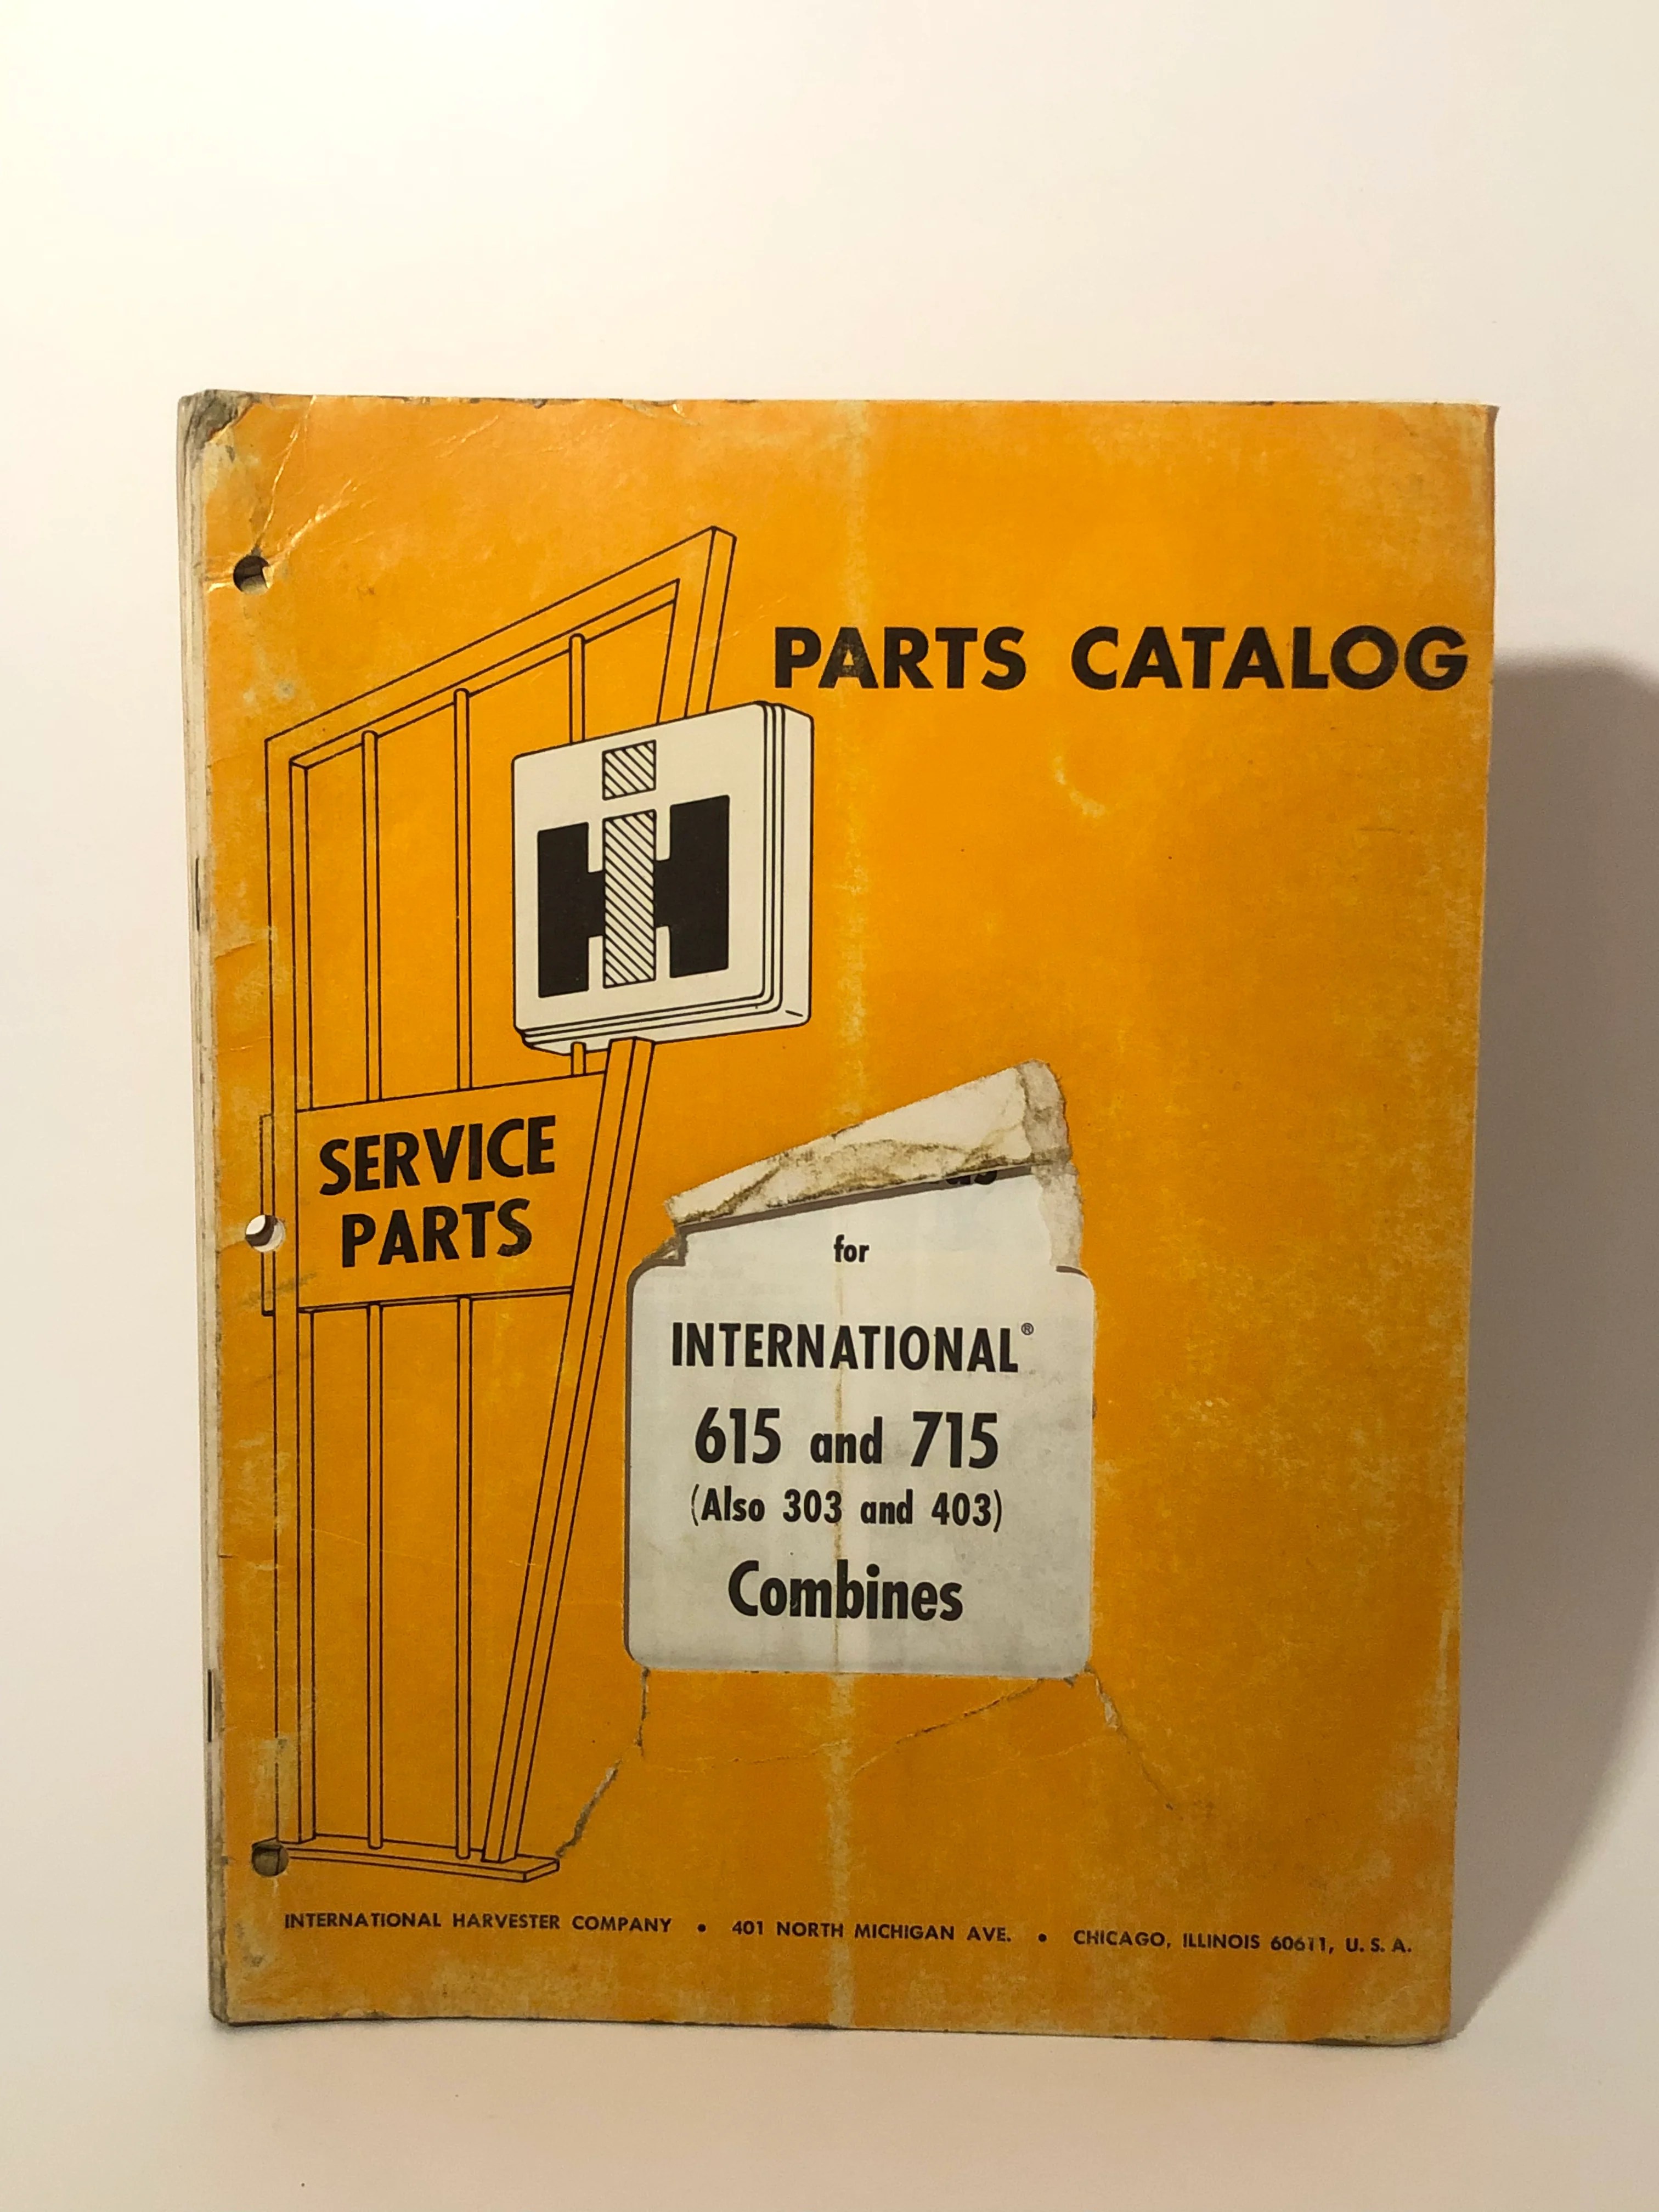 PARTS CATALOG
IH
SERVICE
PARTS
for
INTERNATIONAL®
615 and 715
(Also 303 and 403)
Combines
INTERNATIONAL HARVESTER COMPANY • 401 NORTH MICHIGAN AVE. • CHICAGO, ILLINOIS 60611, U. S. A.